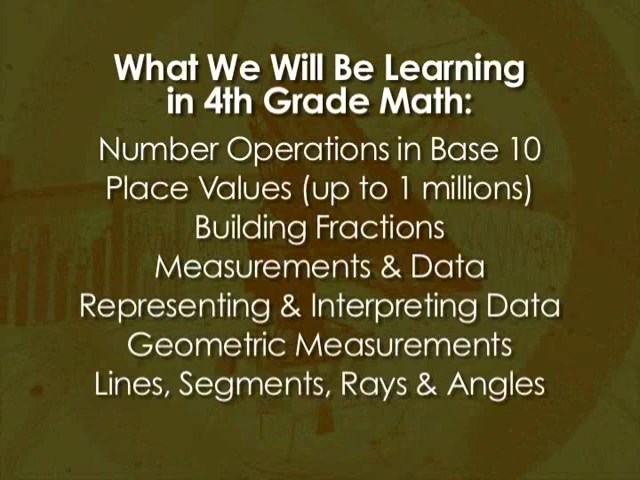 What We Will Be Learning
in 4th Grade Math:
Number Operations in Base 10
Place Values (up to 1 millions)
Building Fractions
Measurements & Data
Representing & Interpreting Data
Geometric Measurements
Lines, Segments, Rays & Angles